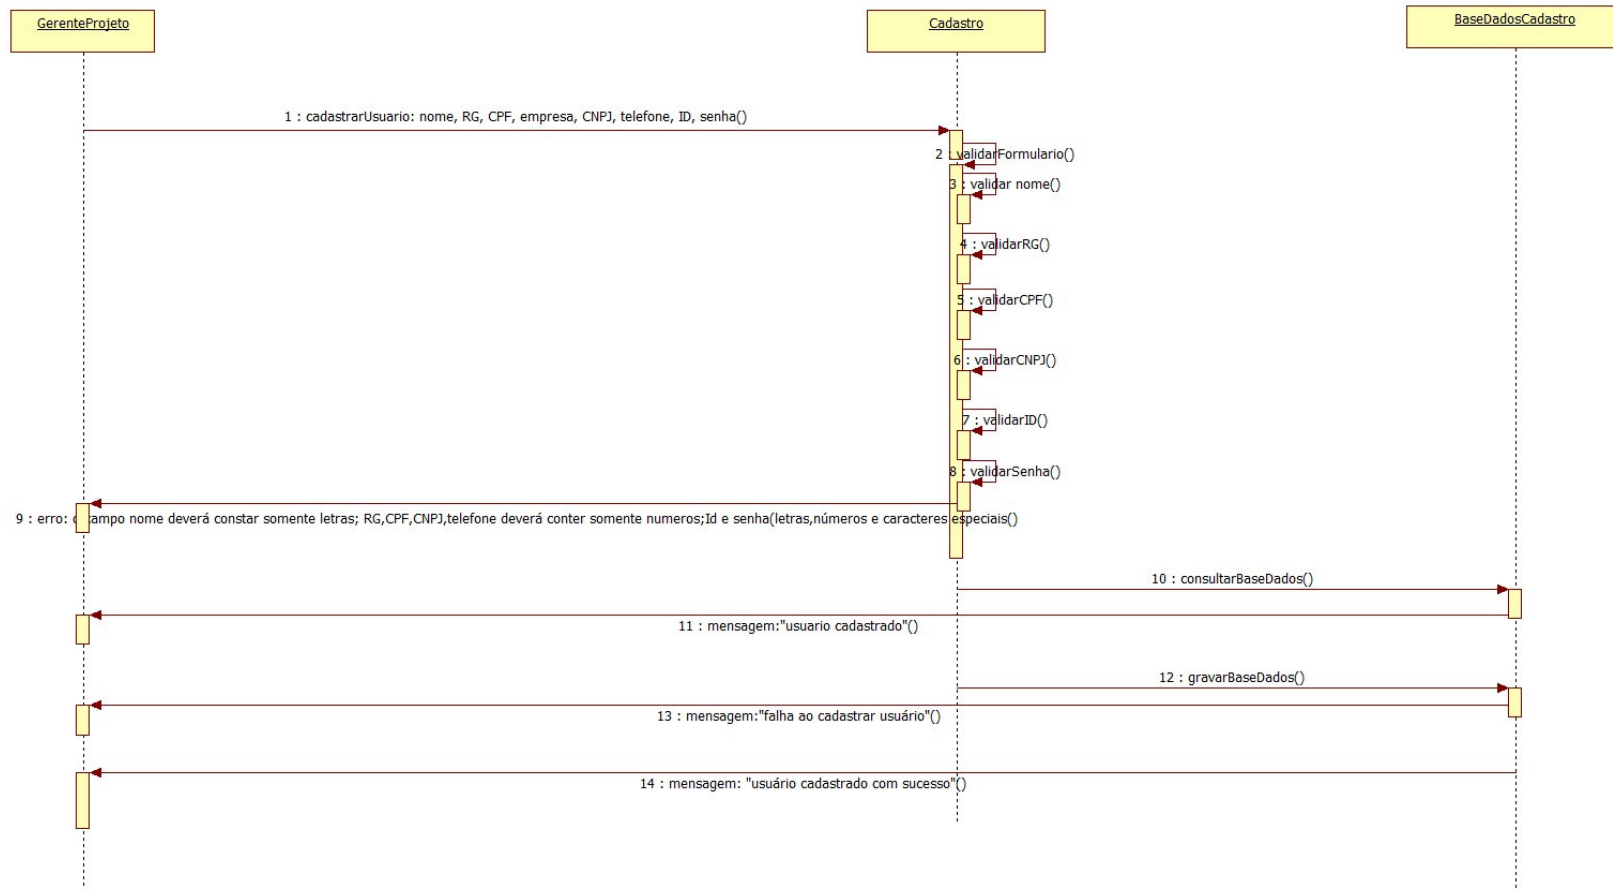 GerenteProjeto
Cadastro
BaseDadosCadastro
1 : cadastrarUsuario: nome, RG, CPF, empresa, CNPJ, telefone, ID, senha()
2 : validarFormulario()
3 : validar nome()
4 : validarRG()
5 : validarCPF()
6 : validarCNPJ()
7 : validarID()
8 : validarSenha()
9 : erro: o campo nome deverá constar somente letras; RG,CPF,CNPJ,telefone deverá conter somente numeros;Id e senha(letras,números e caracteres especiais()
10 : consultarBaseDados()
11 : mensagem:"usuario cadastrado"()
12 : gravarBaseDados()
13 : mensagem:"falha ao cadastrar usuário"()
14 : mensagem: "usuário cadastrado com sucesso"()